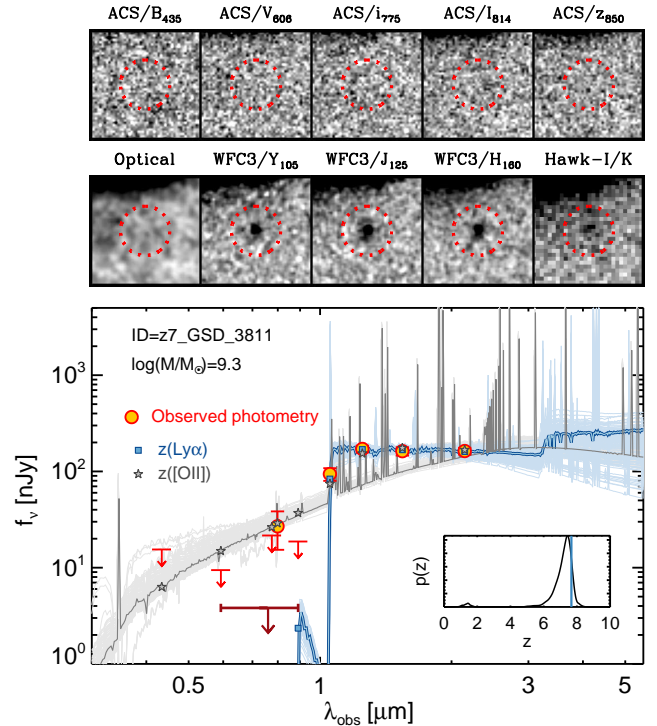 ACS/B₄₃₅ ACS/V₆₀₆ ACS/i₇₇₅ ACS/I₈₁₄ ACS/z₈₅₀
Optical WFC3/Y₁₀₅ WFC3/J₁₂₅ WFC3/H₁₆₀ Hawk-I/K
ID=z7_GSD_3811
log(M/M☉)=9.3
Observed photometry
z(Lyα)
z([OII])
10³
10²
10¹
10⁰
fᵥ [nJy]
p(z)
0 2 4 6 8 10
z
0.5 1 3 5
λobs [μm]